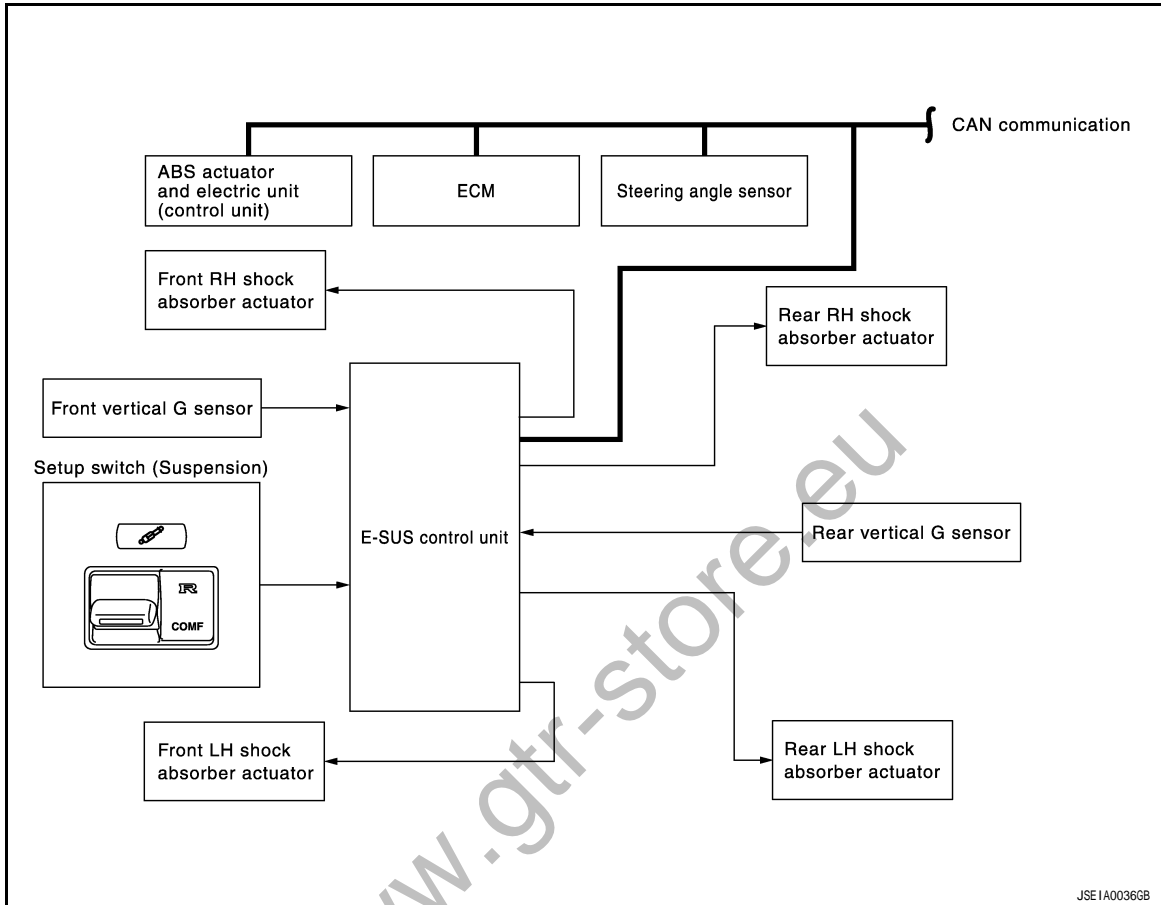 CAN communication
ABS actuator
and electric unit
(control unit)
ECM
Steering angle sensor
Front RH shock
absorber actuator
Rear RH shock
absorber actuator
Front vertical G sensor
Setup switch (Suspension)
R
COMF
E-SUS control unit
Rear vertical G sensor
Front LH shock
absorber actuator
Rear LH shock
absorber actuator
w.gtr-store.eu
JSEIA0036GB